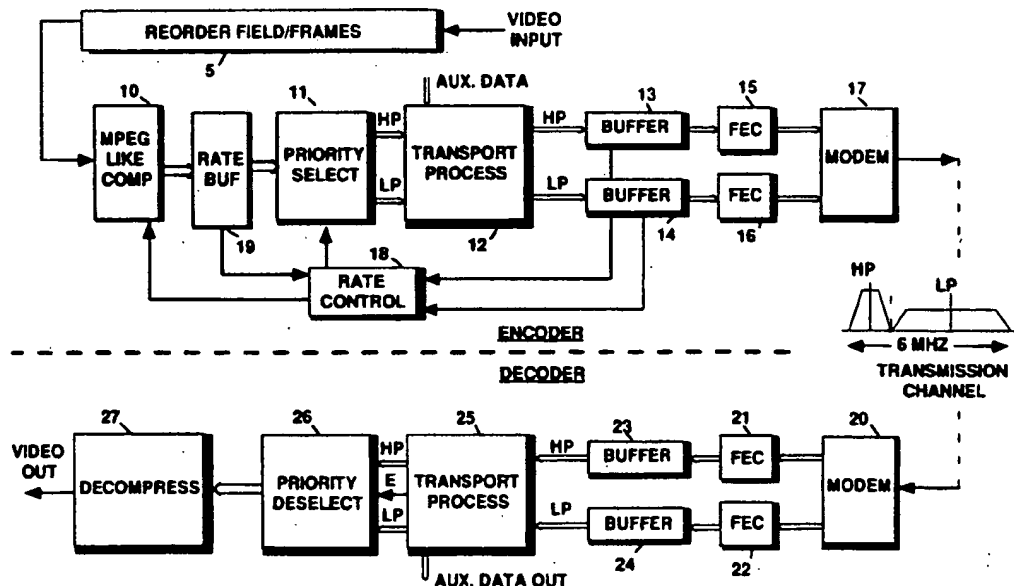 REORDER FIELD/FRAMES
VIDEO
INPUT
5
AUX. DATA
10
11
13
15
17
MPEG
LIKE
COMP
RATE
BUF
PRIORITY
SELECT
HP
LP
TRANSPORT
PROCESS
HP
LP
BUFFER
BUFFER
FEC
FEC
MODEM
19
12
14
16
18
RATE
CONTROL
HP
LP
ENCODER
6 MHZ
DECODER
TRANSMISSION
CHANNEL
27
26
25
23
21
20
VIDEO
OUT
DECOMPRESS
PRIORITY
DESELECT
HP
E
LP
TRANSPORT
PROCESS
HP
LP
BUFFER
BUFFER
FEC
FEC
MODEM
24
22
AUX. DATA OUT